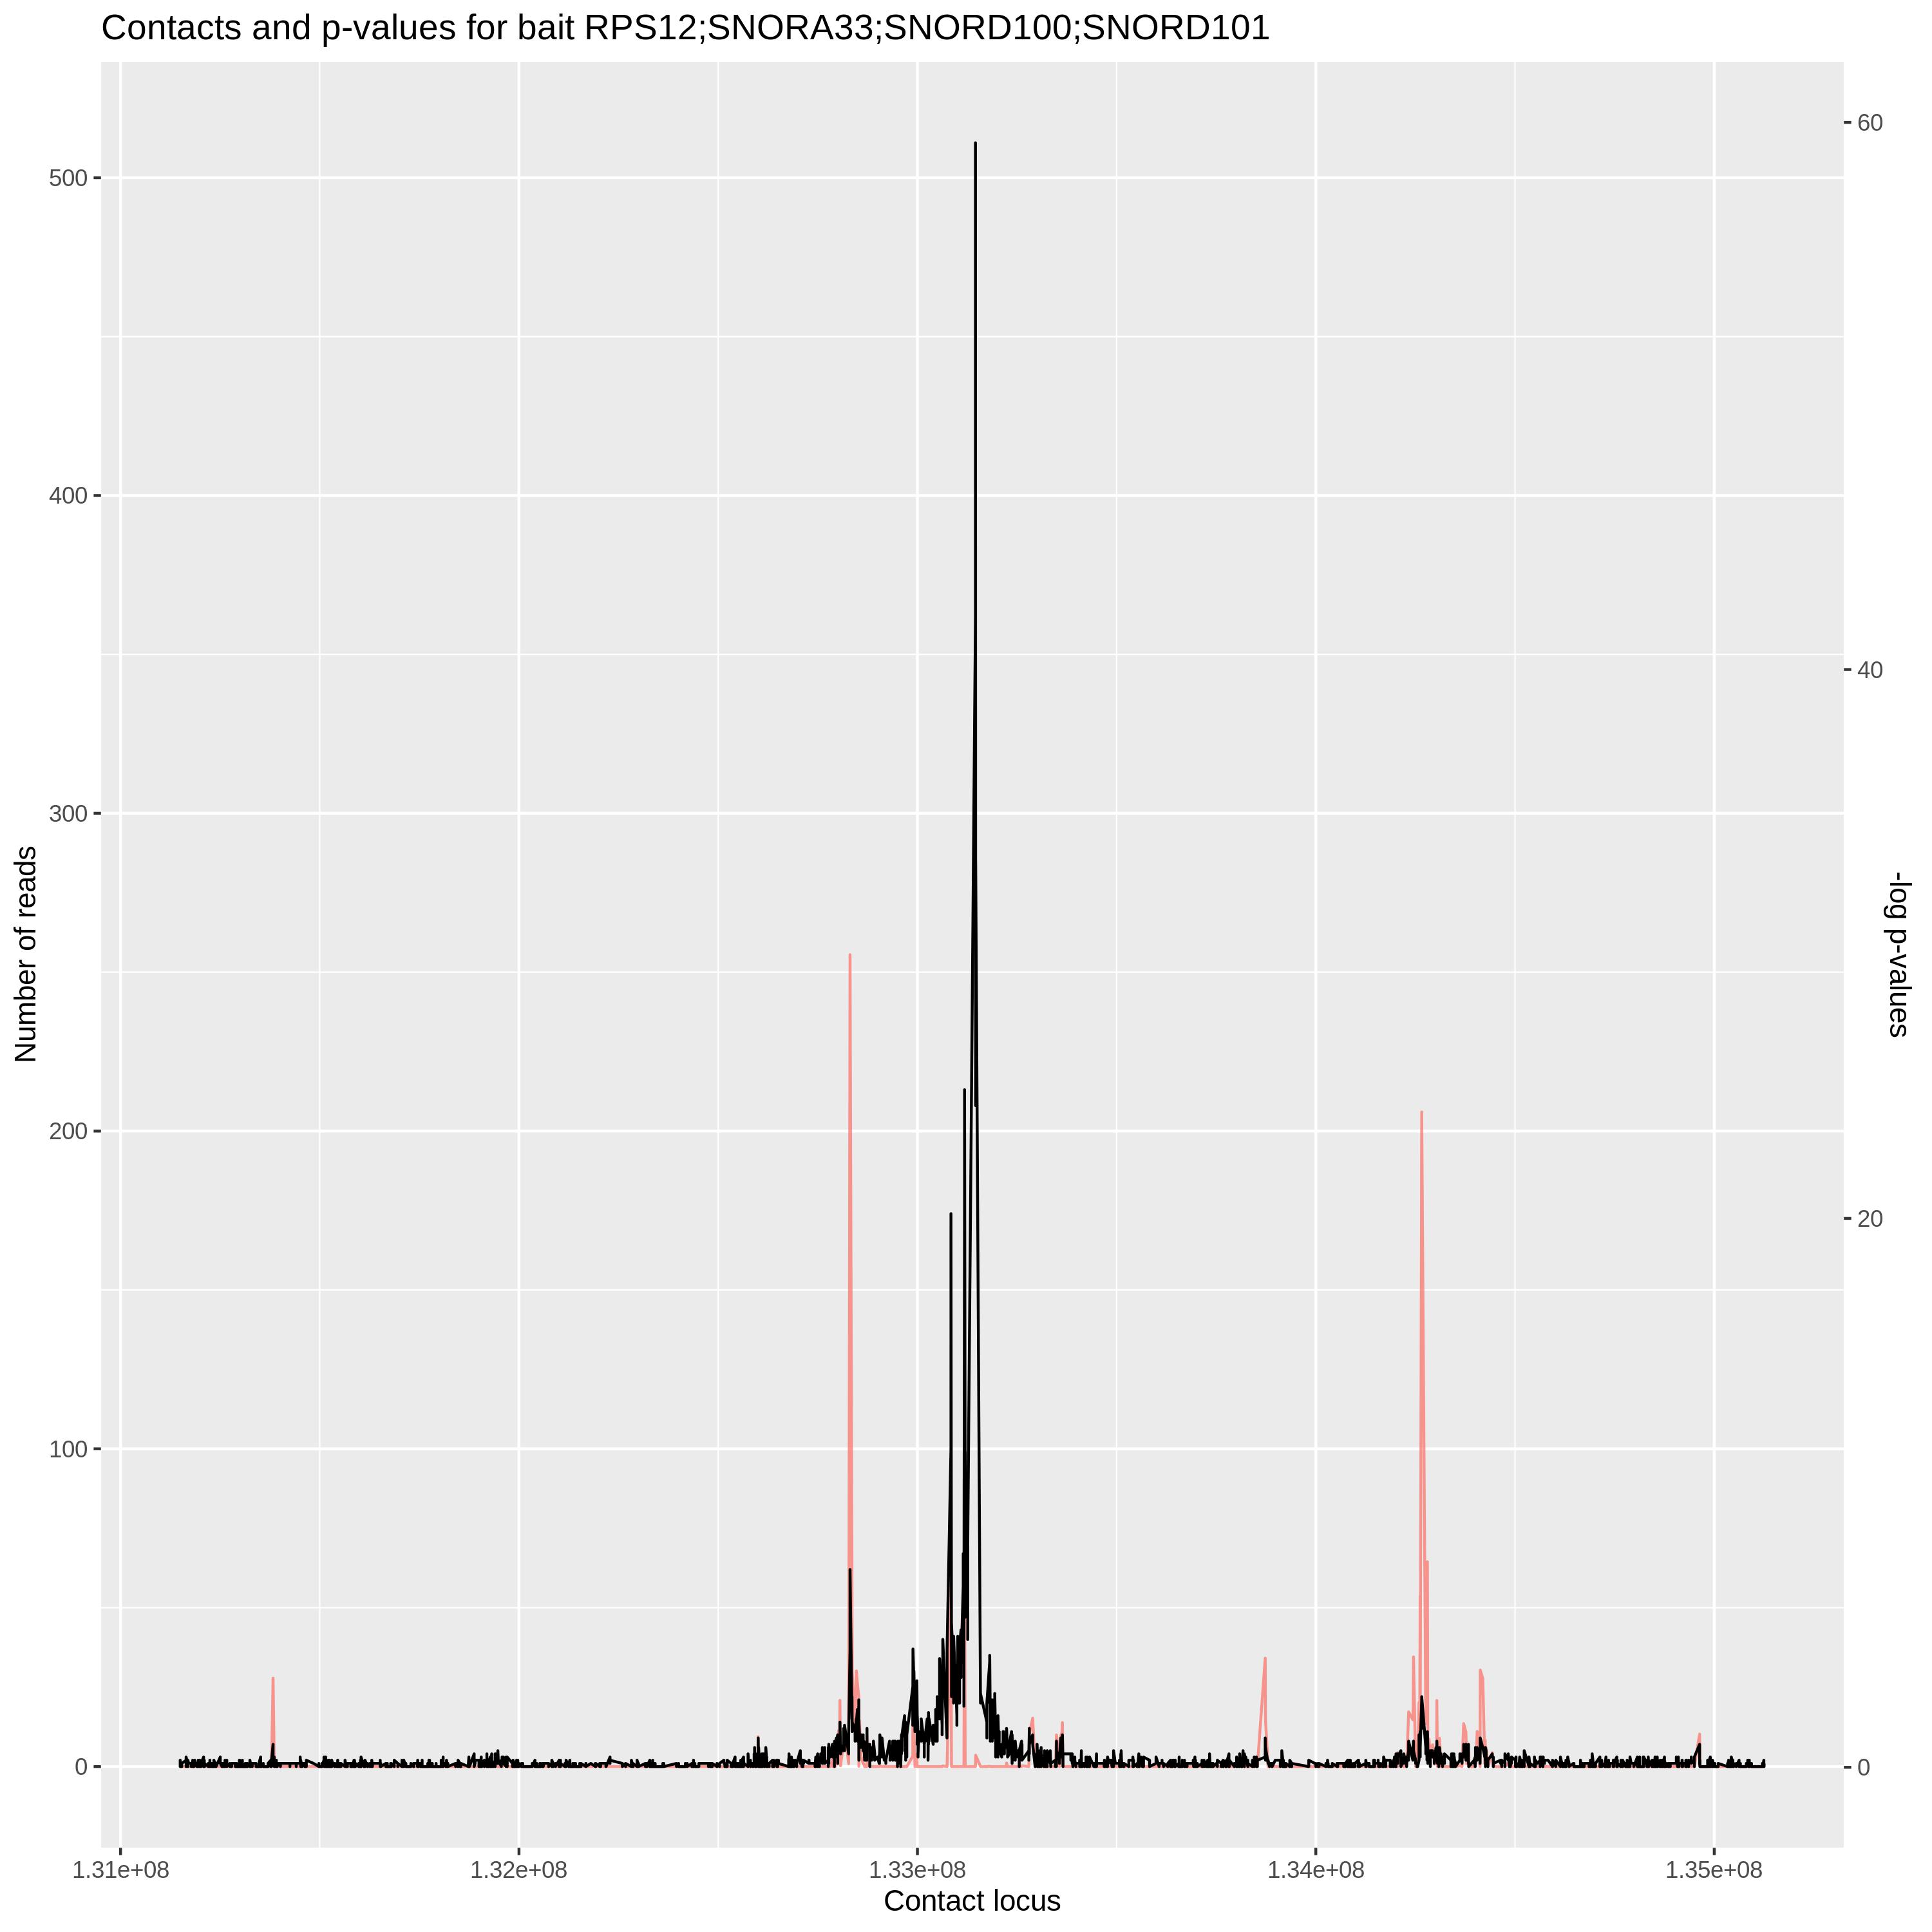 Contacts and p-values for bait RPS12;SNORA33;SNORD100;SNORD101
500
400
300
200
100
0
Number of reads
60
40
20
0
-log p-values
1.31e+08
1.32e+08
1.33e+08
1.34e+08
1.35e+08
Contact locus